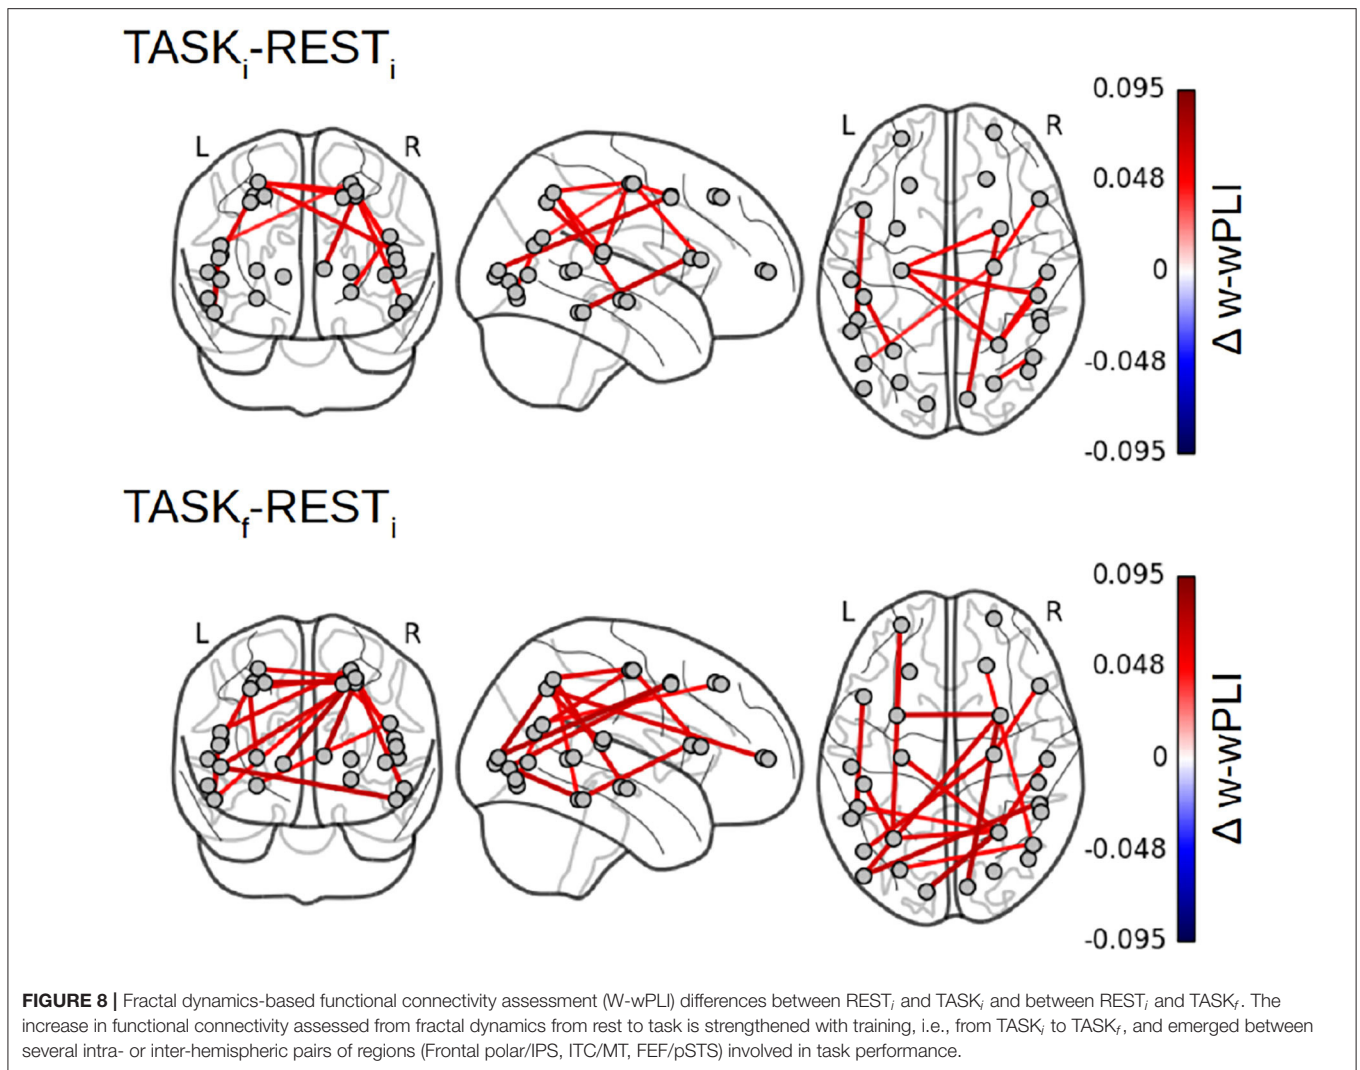 TASKi-RESTi
L
R
L
R
0.095
0.048
0
-0.048
-0.095
Δ w-wPLI
TASKf-RESTi
L
R
L
R
0.095
0.048
0
-0.048
-0.095
Δ w-wPLI
FIGURE 8 | Fractal dynamics-based functional connectivity assessment (W-wPLI) differences between RESTi and TASKi and between RESTi and TASKf. The
increase in functional connectivity assessed from fractal dynamics from rest to task is strengthened with training, i.e., from TASKi to TASKf, and emerged between
several intra- or inter-hemispheric pairs of regions (Frontal polar/IPS, ITC/MT, FEF/pSTS) involved in task performance.